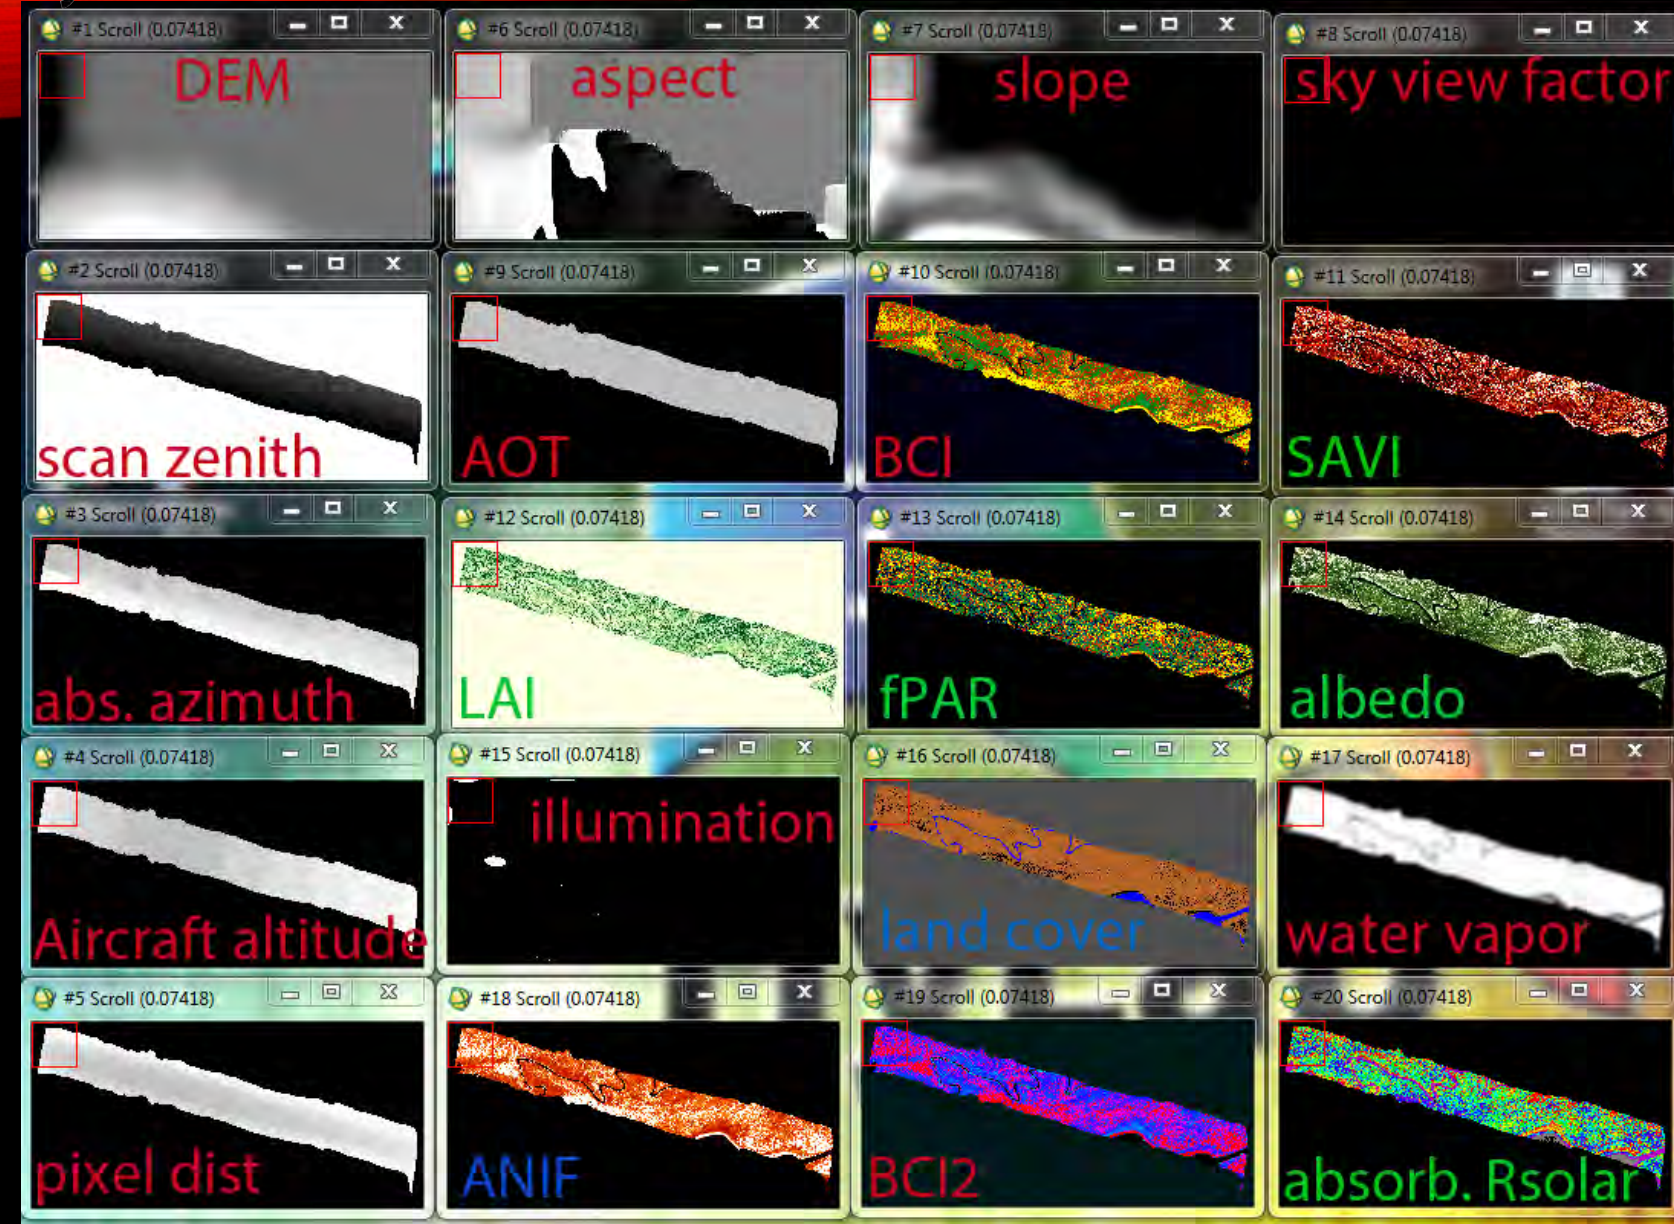 #1 Scroll (0.07418)
DEM
#6 Scroll (0.07418)
aspect
#7 Scroll (0.07418)
slope
#8 Scroll (0.07418)
sky view factor
#2 Scroll (0.07418)
scan zenith
#9 Scroll (0.07418)
AOT
#10 Scroll (0.07418)
BCI
#11 Scroll (0.07418)
SAVI
#3 Scroll (0.07418)
abs. azimuth
#12 Scroll (0.07418)
LAI
#13 Scroll (0.07418)
fPAR
#14 Scroll (0.07418)
albedo
#4 Scroll (0.07418)
Aircraft altitude
#15 Scroll (0.07418)
illumination
#16 Scroll (0.07418)
land cover
#17 Scroll (0.07418)
water vapor
#5 Scroll (0.07418)
pixel dist
#18 Scroll (0.07418)
ANIF
#19 Scroll (0.07418)
BCI2
#20 Scroll (0.07418)
absorb. Rsolar